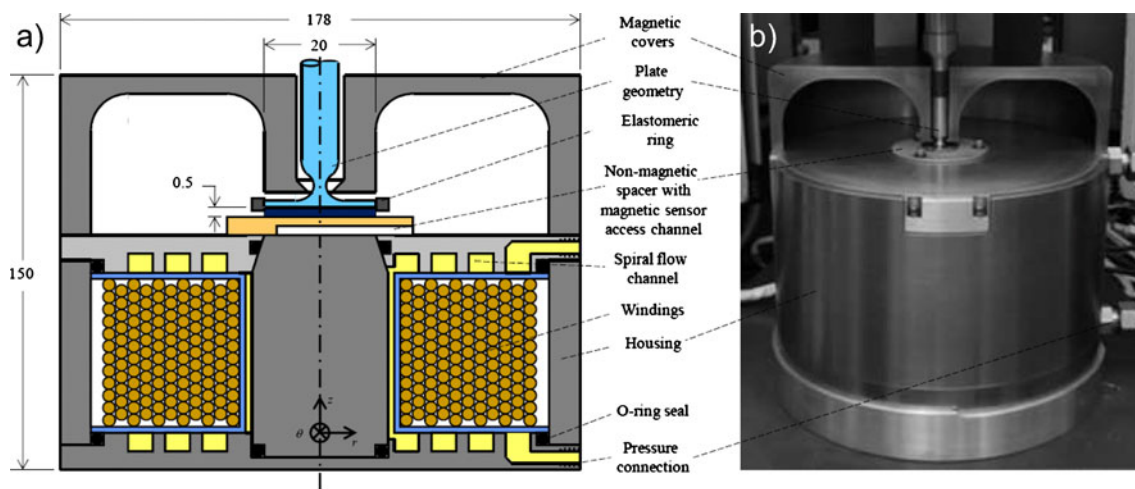 a)
178
20
0.5
150
z
θ
r
Magnetic
covers
Plate
geometry
Elastomeric
ring
Non-magnetic
spacer with
magnetic sensor
access channel
Spiral flow
channel
Windings
Housing
O-ring seal
Pressure
connection
b)